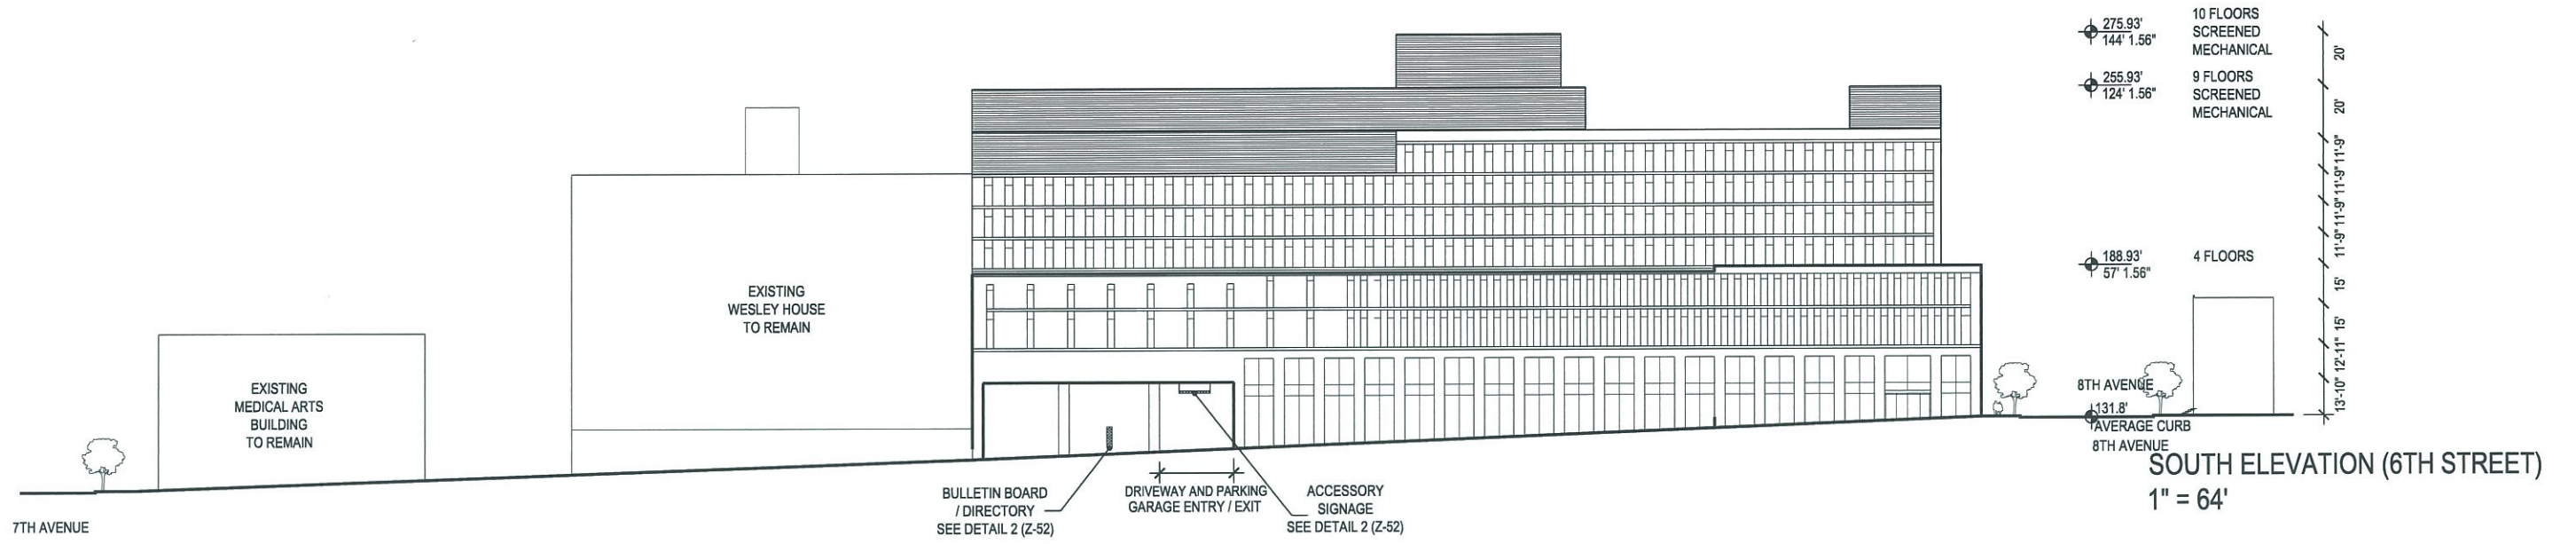 275.93'
144' 1.56"
10 FLOORS
SCREENED
MECHANICAL
20'
255.93'
124' 1.56"
9 FLOORS
SCREENED
MECHANICAL
20'
11'-9"
11'-9"
11'-9"
11'-9"
188.93'
57' 1.56"
4 FLOORS
15'
15'
12'-11"
13'-10"
EXISTING
WESLEY HOUSE
TO REMAIN
EXISTING
MEDICAL ARTS
BUILDING
TO REMAIN
8TH AVENUE
131.8'
AVERAGE CURB
8TH AVENUE
BULLETIN BOARD
/ DIRECTORY
SEE DETAIL 2 (Z-52)
DRIVEWAY AND PARKING
GARAGE ENTRY / EXIT
ACCESSORY
SIGNAGE
SEE DETAIL 2 (Z-52)
7TH AVENUE
SOUTH ELEVATION (6TH STREET)
1" = 64'